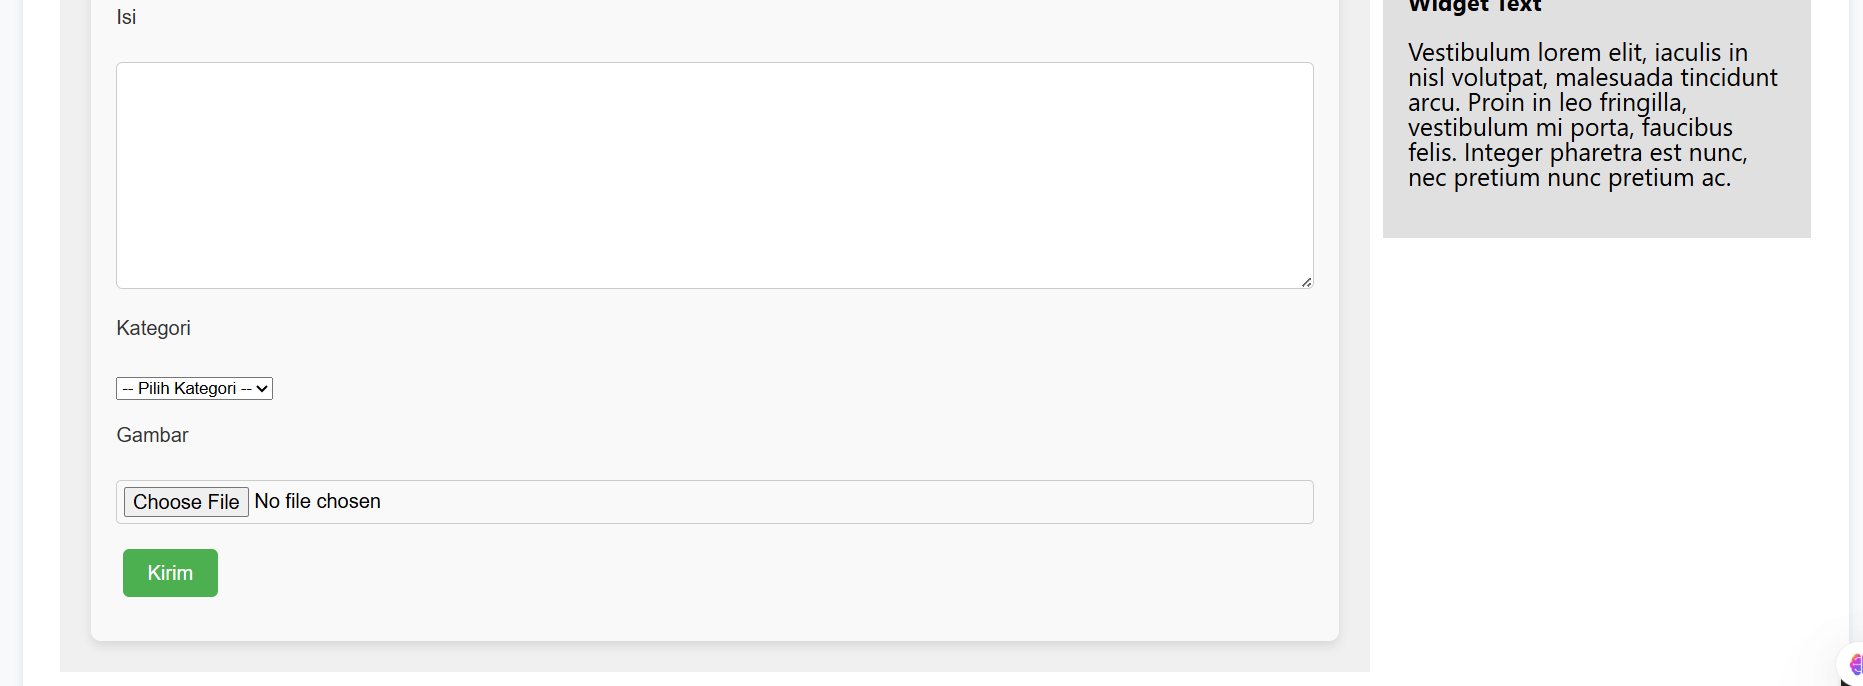 Isi
Kategori
-- Pilih Kategori --
Gambar
Choose File No file chosen
Kirim
Widget Text
Vestibulum lorem elit, iaculis in
nisl volutpat, malesuada tincidunt
arcu. Proin in leo fringilla,
vestibulum mi porta, faucibus
felis. Integer pharetra est nunc,
nec pretium nunc pretium ac.